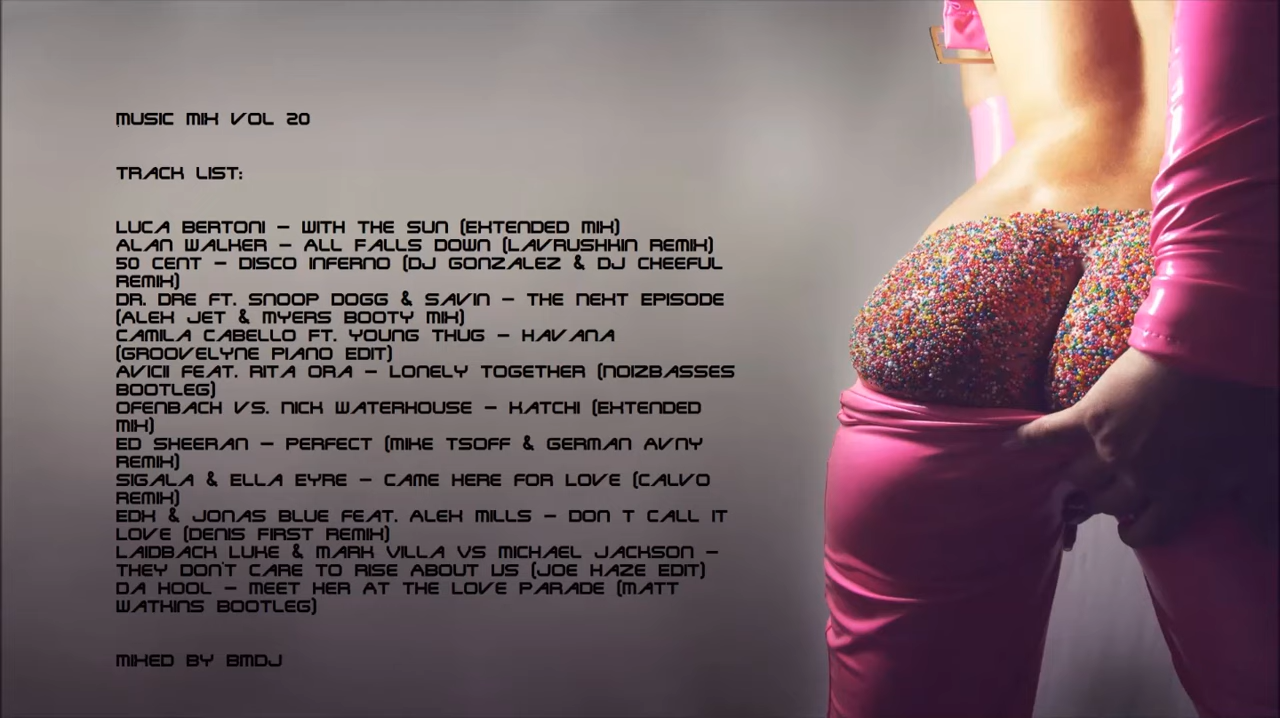 MUSIC MIX VOL 20
TRACK LIST:
LUCA BERTONI - WITH THE SUN (EXTENDED MIX)
ALAN WALKER - ALL FALLS DOWN (LAVRUSHKIN REMIX)
50 CENT - DISCO INFERNO (DJ GONZALEZ & DJ CHEEFUL
REMIX)
DR. DRE FT. SNOOP DOGG & SAVIN - THE NEXT EPISODE
(ALEX JET & MYERS BOOTY MIX)
CAMILA CABELLO FT. YOUNG THUG - HAVANA
(GROOVELYNE PIANO EDIT)
AVICII FEAT. RITA ORA - LONELY TOGETHER (NOIZBASSES
BOOTLEG)
OFENBACH VS. NICK WATERHOUSE - KATCHI (EXTENDED
MIX)
ED SHEERAN - PERFECT (MIKE TSOFF & GERMAN AVNY
REMIX)
SIGALA & ELLA EYRE - CAME HERE FOR LOVE (CALVO
REMIX)
EDX & JONAS BLUE FEAT. ALEX MILLS - DON T CALL IT
LOVE (DENIS FIRST REMIX)
LAIDBACK LUKE & MARK VILLA VS MICHAEL JACKSON -
THEY DON'T CARE TO RISE ABOUT US (JOE HAZE EDIT)
DA HOOL - MEET HER AT THE LOVE PARADE (MATT
WATKINS BOOTLEG)
MIXED BY BMDJ